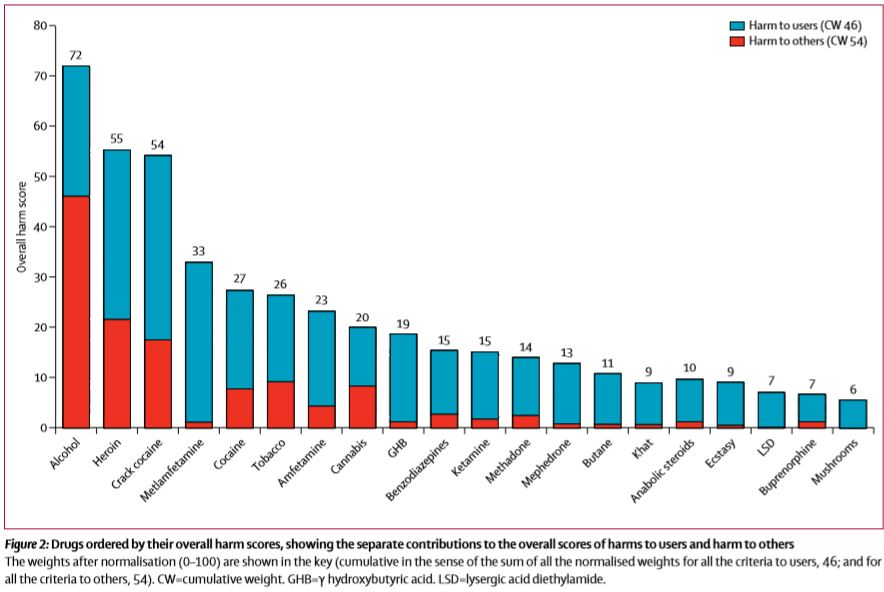 80
Harm to users (CW 46)
Harm to others (CW 54)
72
70
60
55
54
50
Overall harm score
40
33
30
27
26
23
20
20
19
15
15
14
13
11
10
9
10
9
7
7
6
0
Alcohol
Heroin
Crack cocaine
Metlamfetamine
Cocaine
Tobacco
Amfetamine
Cannabis
GHB
Benzodiazepines
Ketamine
Methadone
Mephedrone
Butane
Khat
Anabolic steroids
Ecstasy
LSD
Buprenorphine
Mushrooms
Figure 2: Drugs ordered by their overall harm scores, showing the separate contributions to the overall scores of harms to users and harm to others
The weights after normalisation (0–100) are shown in the key (cumulative in the sense of the sum of all the normalised weights for all the criteria to users, 46; and for
all the criteria to others, 54). CW=cumulative weight. GHB=γ hydroxybutyric acid. LSD=lysergic acid diethylamide.